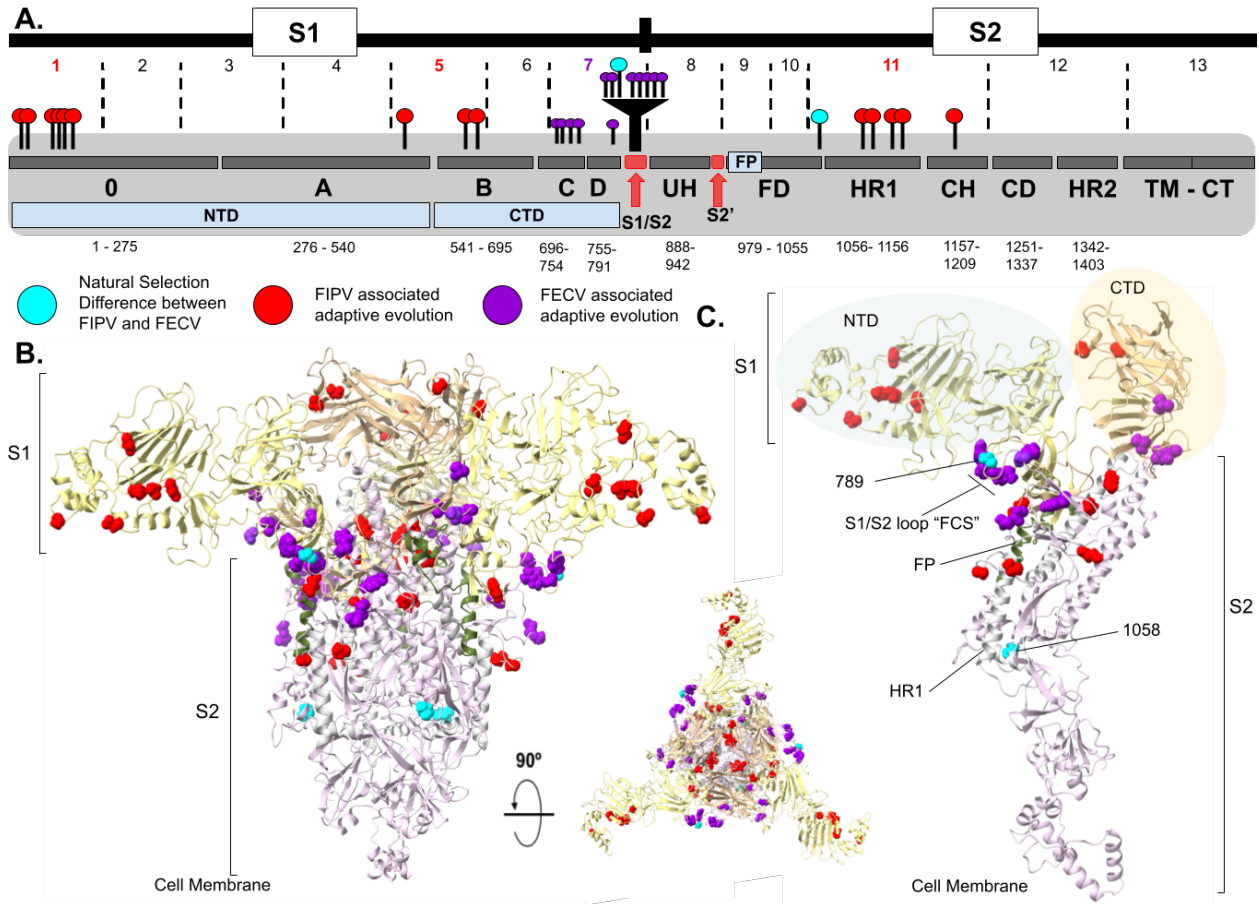 A.
S1
S2
1 2 3 4 5 6 7 8 9 10 11 12 13
FP
0 A B C D UH FD HR1 CH CD HR2 TM - CT
NTD CTD S1/S2 S2’
1 - 275 276 - 540 541 - 695 696- 755- 888- 979 - 1055 1056- 1156 1157- 1251- 1342-
754 791 942 1209 1337 1403
Natural Selection
Difference between
FIPV and FECV
FIPV associated
adaptive evolution
FECV associated
adaptive evolution
B.
S1
S2
90º
Cell Membrane
C.
CTD
NTD
S1
789
S1/S2 loop “FCS”
FP
1058
HR1
S2
Cell Membrane